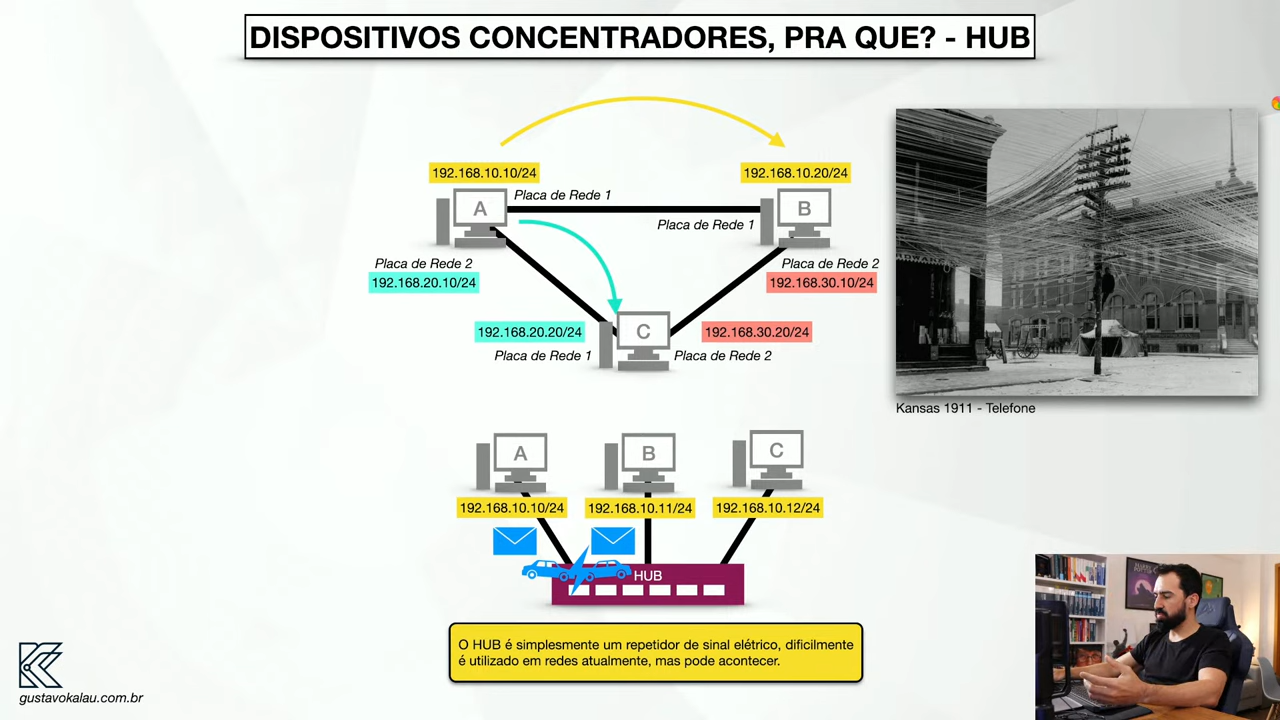 DISPOSITIVOS CONCENTRADORES, PRA QUE? - HUB
192.168.10.10/24
192.168.10.20/24
Placa de Rede 1
A
B
Placa de Rede 1
Placa de Rede 2
192.168.20.10/24
Placa de Rede 2
192.168.30.10/24
192.168.20.20/24
C
192.168.30.20/24
Placa de Rede 1
Placa de Rede 2
Kansas 1911 - Telefone
A
B
C
192.168.10.10/24
192.168.10.11/24
192.168.10.12/24
HUB
O HUB é simplesmente um repetidor de sinal elétrico, dificilmente
é utilizado em redes atualmente, mas pode acontecer.
gustavokalau.com.br